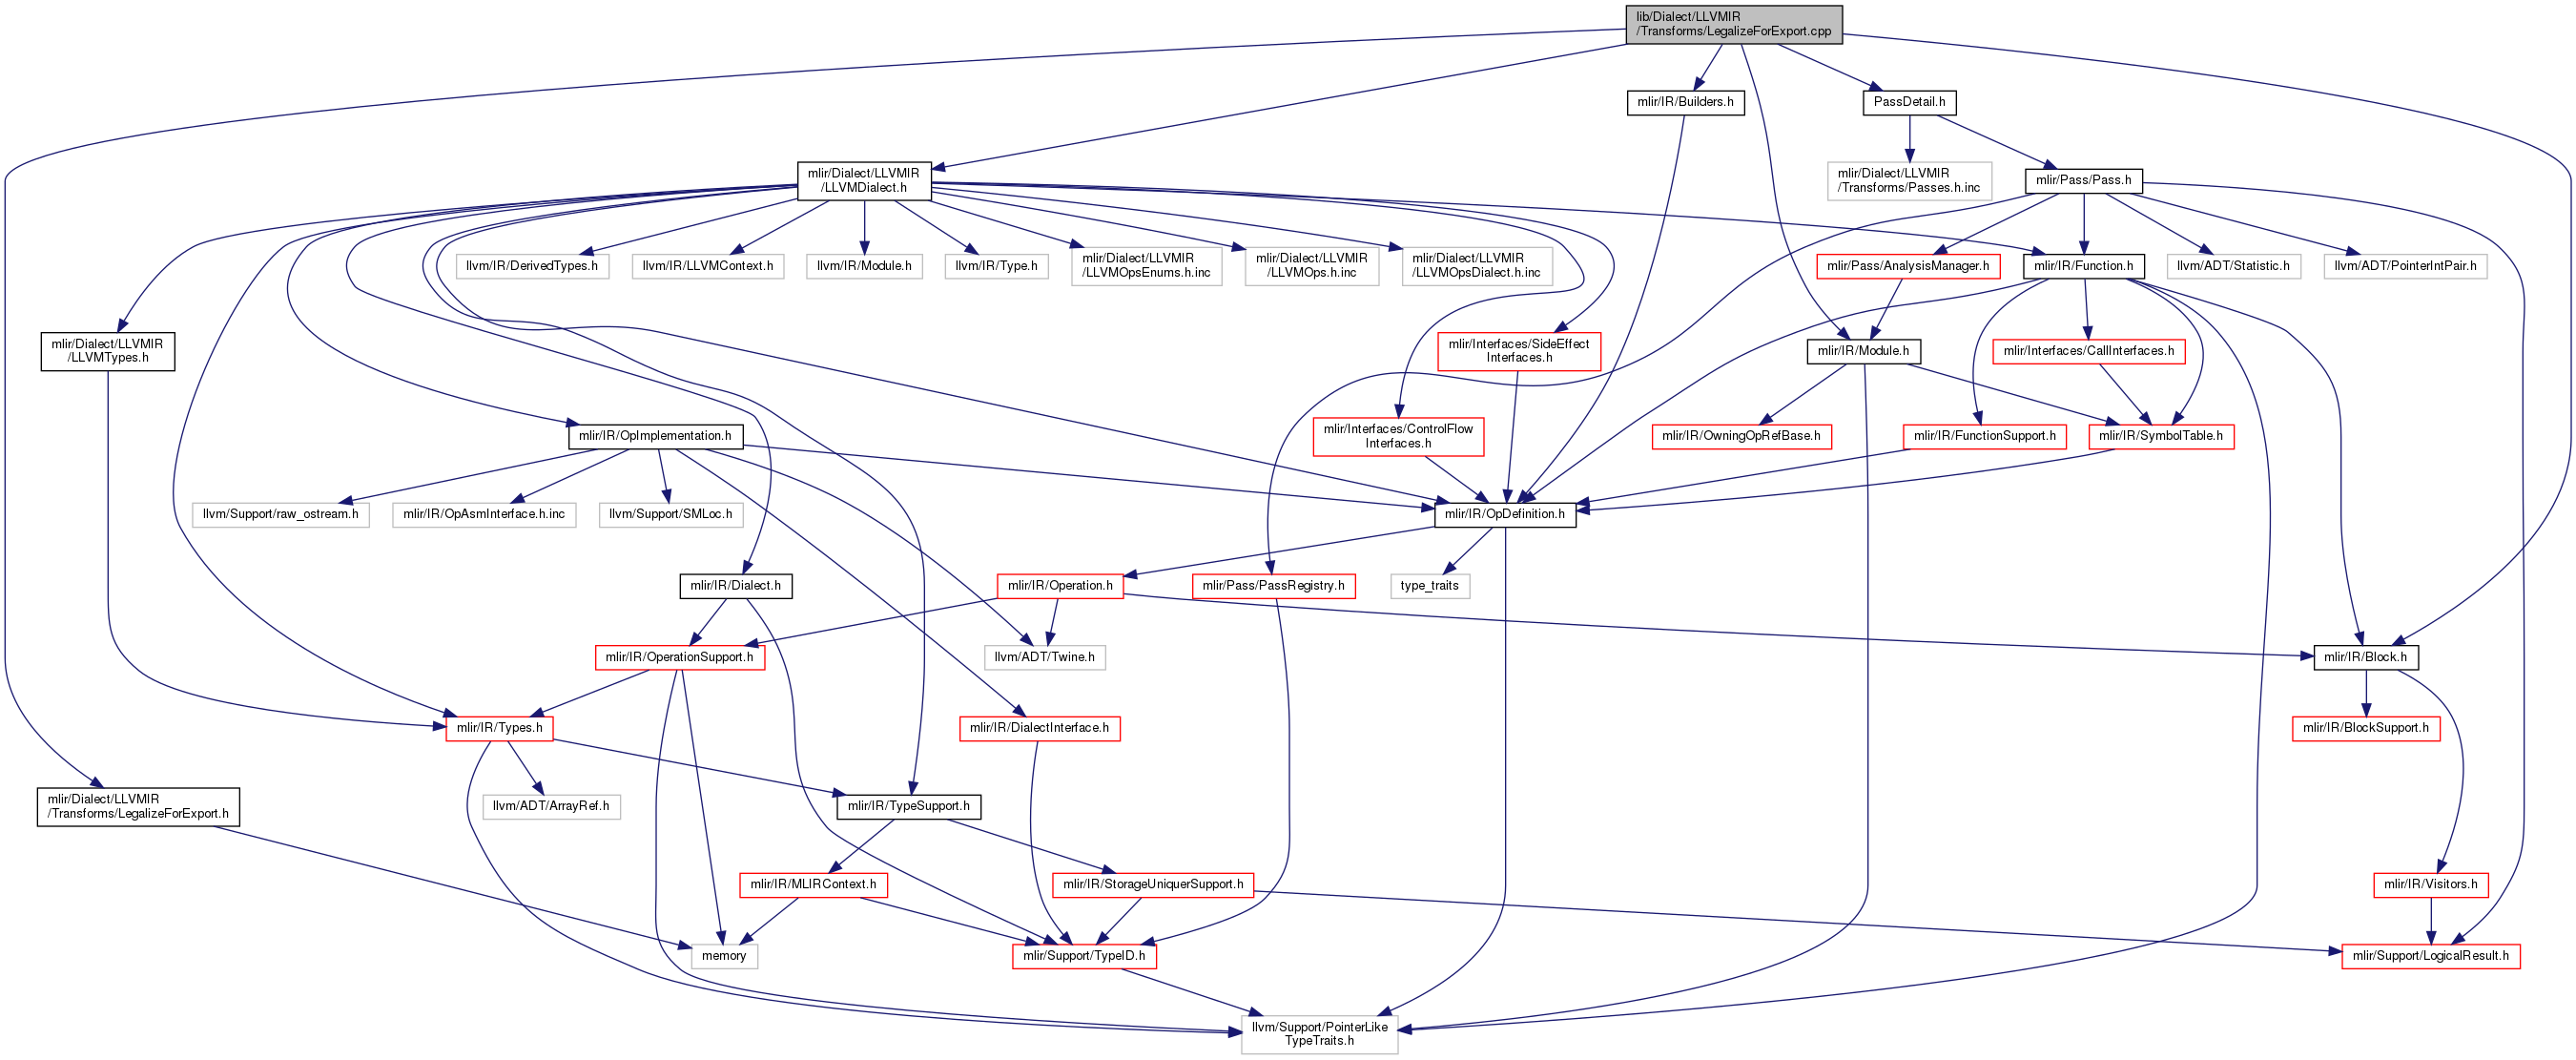 lib/Dialect/LLVMIR
/Transforms/LegalizeForExport.cpp
mlir/IR/Builders.h
PassDetail.h
mlir/Dialect/LLVMIR
/LLVMDialect.h
mlir/Dialect/LLVMIR
/Transforms/Passes.h.inc
mlir/Pass/Pass.h
llvm/IR/DerivedTypes.h
llvm/IR/LLVMContext.h
llvm/IR/Module.h
llvm/IR/Type.h
mlir/Dialect/LLVMIR
/LLVMOpsEnums.h.inc
mlir/Dialect/LLVMIR
/LLVMOps.h.inc
mlir/Dialect/LLVMIR
/LLVMOpsDialect.h.inc
mlir/Pass/AnalysisManager.h
mlir/IR/Function.h
llvm/ADT/Statistic.h
llvm/ADT/PointerIntPair.h
mlir/Dialect/LLVMIR
/LLVMTypes.h
mlir/Interfaces/SideEffect
Interfaces.h
mlir/IR/Module.h
mlir/Interfaces/CallInterfaces.h
mlir/IR/OpImplementation.h
mlir/Interfaces/ControlFlow
Interfaces.h
mlir/IR/OwningOpRefBase.h
mlir/IR/FunctionSupport.h
mlir/IR/SymbolTable.h
llvm/Support/raw_ostream.h
mlir/IR/OpAsmInterface.h.inc
llvm/Support/SMLoc.h
mlir/IR/OpDefinition.h
mlir/IR/Dialect.h
mlir/IR/Operation.h
mlir/Pass/PassRegistry.h
type_traits
mlir/IR/OperationSupport.h
llvm/ADT/Twine.h
mlir/IR/Block.h
mlir/IR/Types.h
mlir/IR/DialectInterface.h
mlir/IR/BlockSupport.h
mlir/Dialect/LLVMIR
/Transforms/LegalizeForExport.h
llvm/ADT/ArrayRef.h
mlir/IR/TypeSupport.h
mlir/IR/MLIRContext.h
mlir/IR/StorageUniquerSupport.h
mlir/IR/Visitors.h
memory
mlir/Support/TypeID.h
mlir/Support/LogicalResult.h
llvm/Support/PointerLike
TypeTraits.h